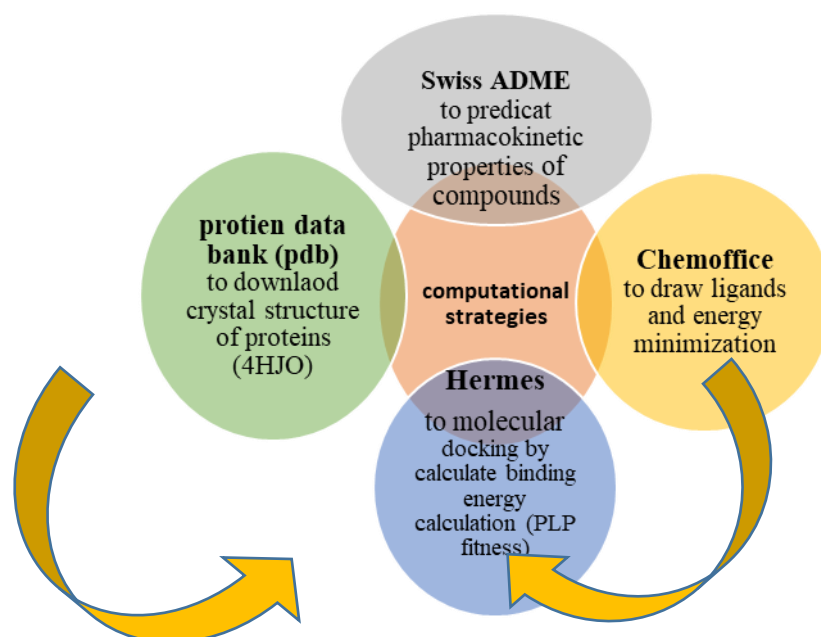 Swiss ADME
to predicat
pharmacokinetic
properties of
compounds
protien data
bank (pdb)
to downlaod
crystal structure
of proteins
(4HJO)
computational
strategies
Chemoffice
to draw ligands
and energy
minimization
Hermes
to molecular
docking by
calculate binding
energy
calculation (PLP
fitness)